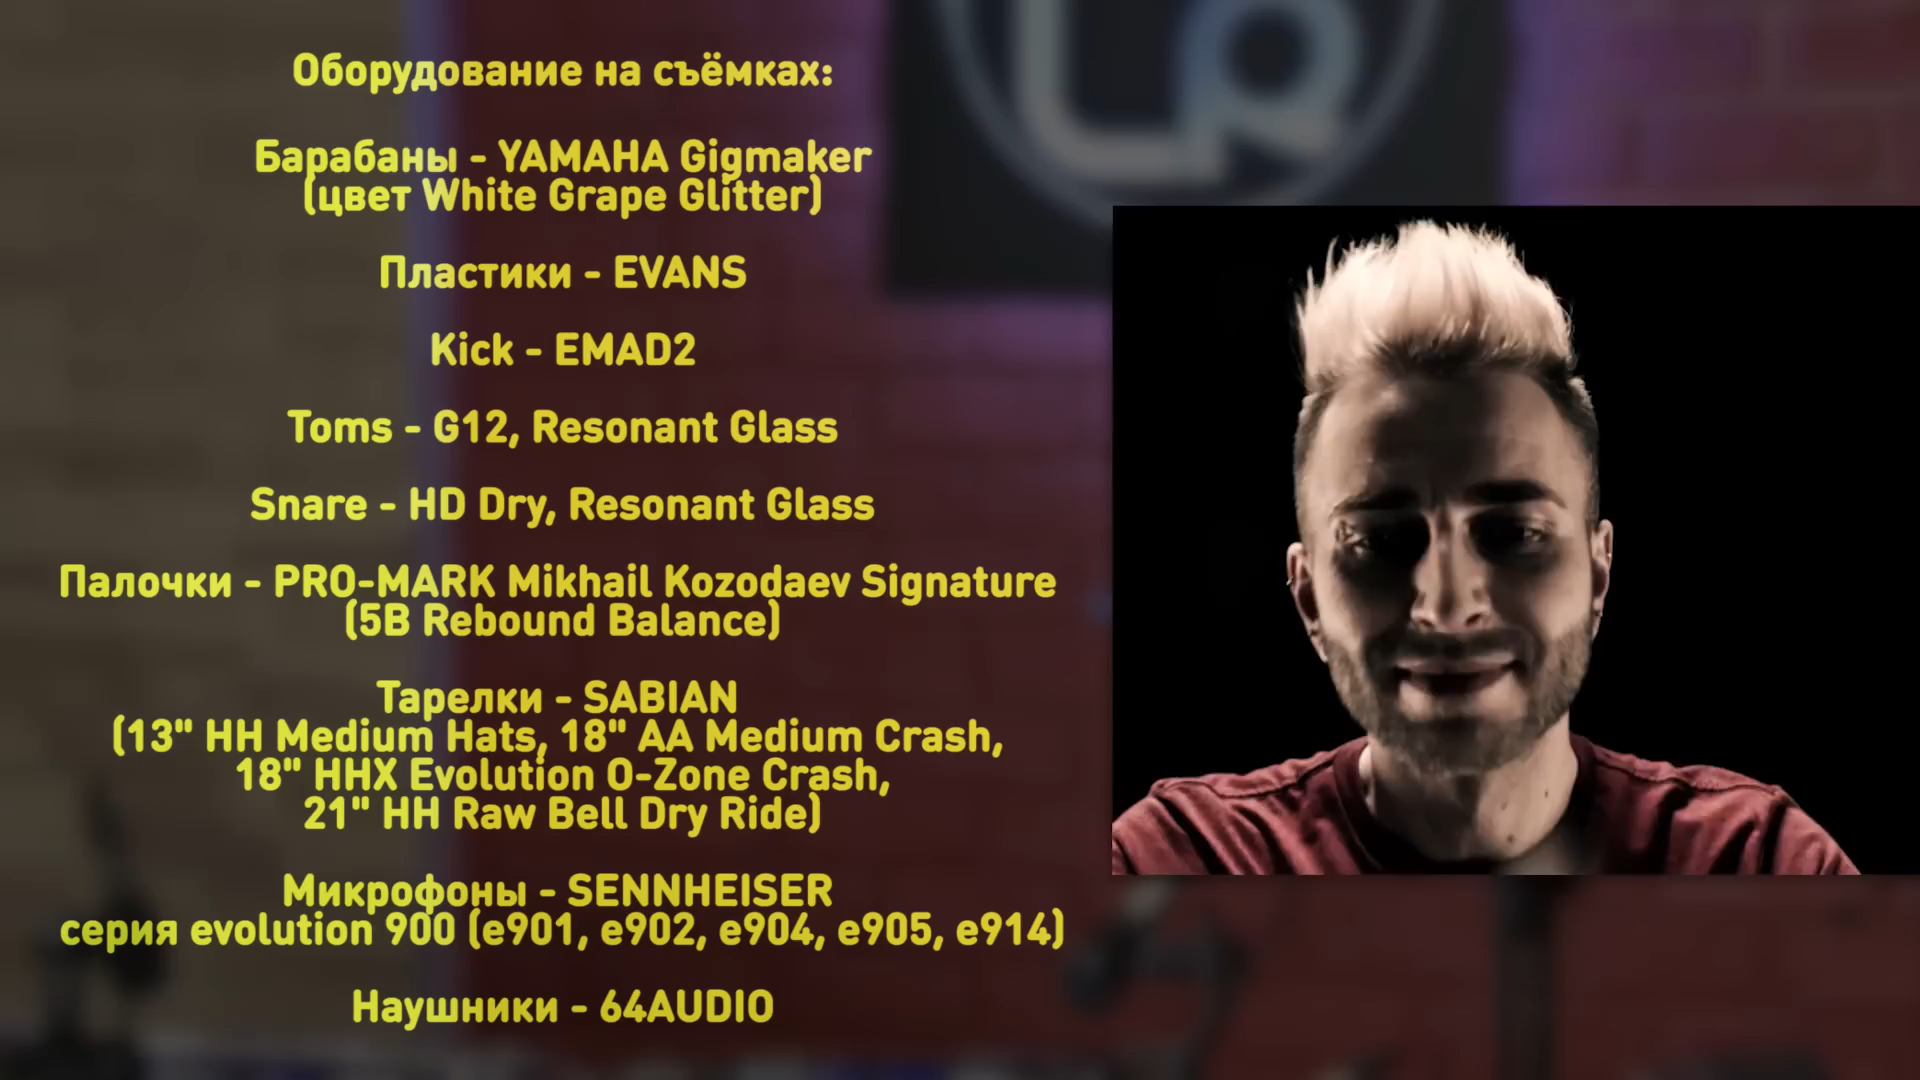 Оборудование на съёмках:
Барабаны - YAMAHA Gigmaker
(цвет White Grape Glitter)
Пластики - EVANS
Kick - EMAD2
Toms - G12, Resonant Glass
Snare - HD Dry, Resonant Glass
Палочки - PRO-MARK Mikhail Kozodaev Signature
(5B Rebound Balance)
Тарелки - SABIAN
(13" HH Medium Hats, 18" AA Medium Crash,
18" HHX Evolution O-Zone Crash,
21" HH Raw Bell Dry Ride)
Микрофоны - SENNHEISER
серия evolution 900 (e901, e902, e904, e905, e914)
Наушники - 64AUDIO